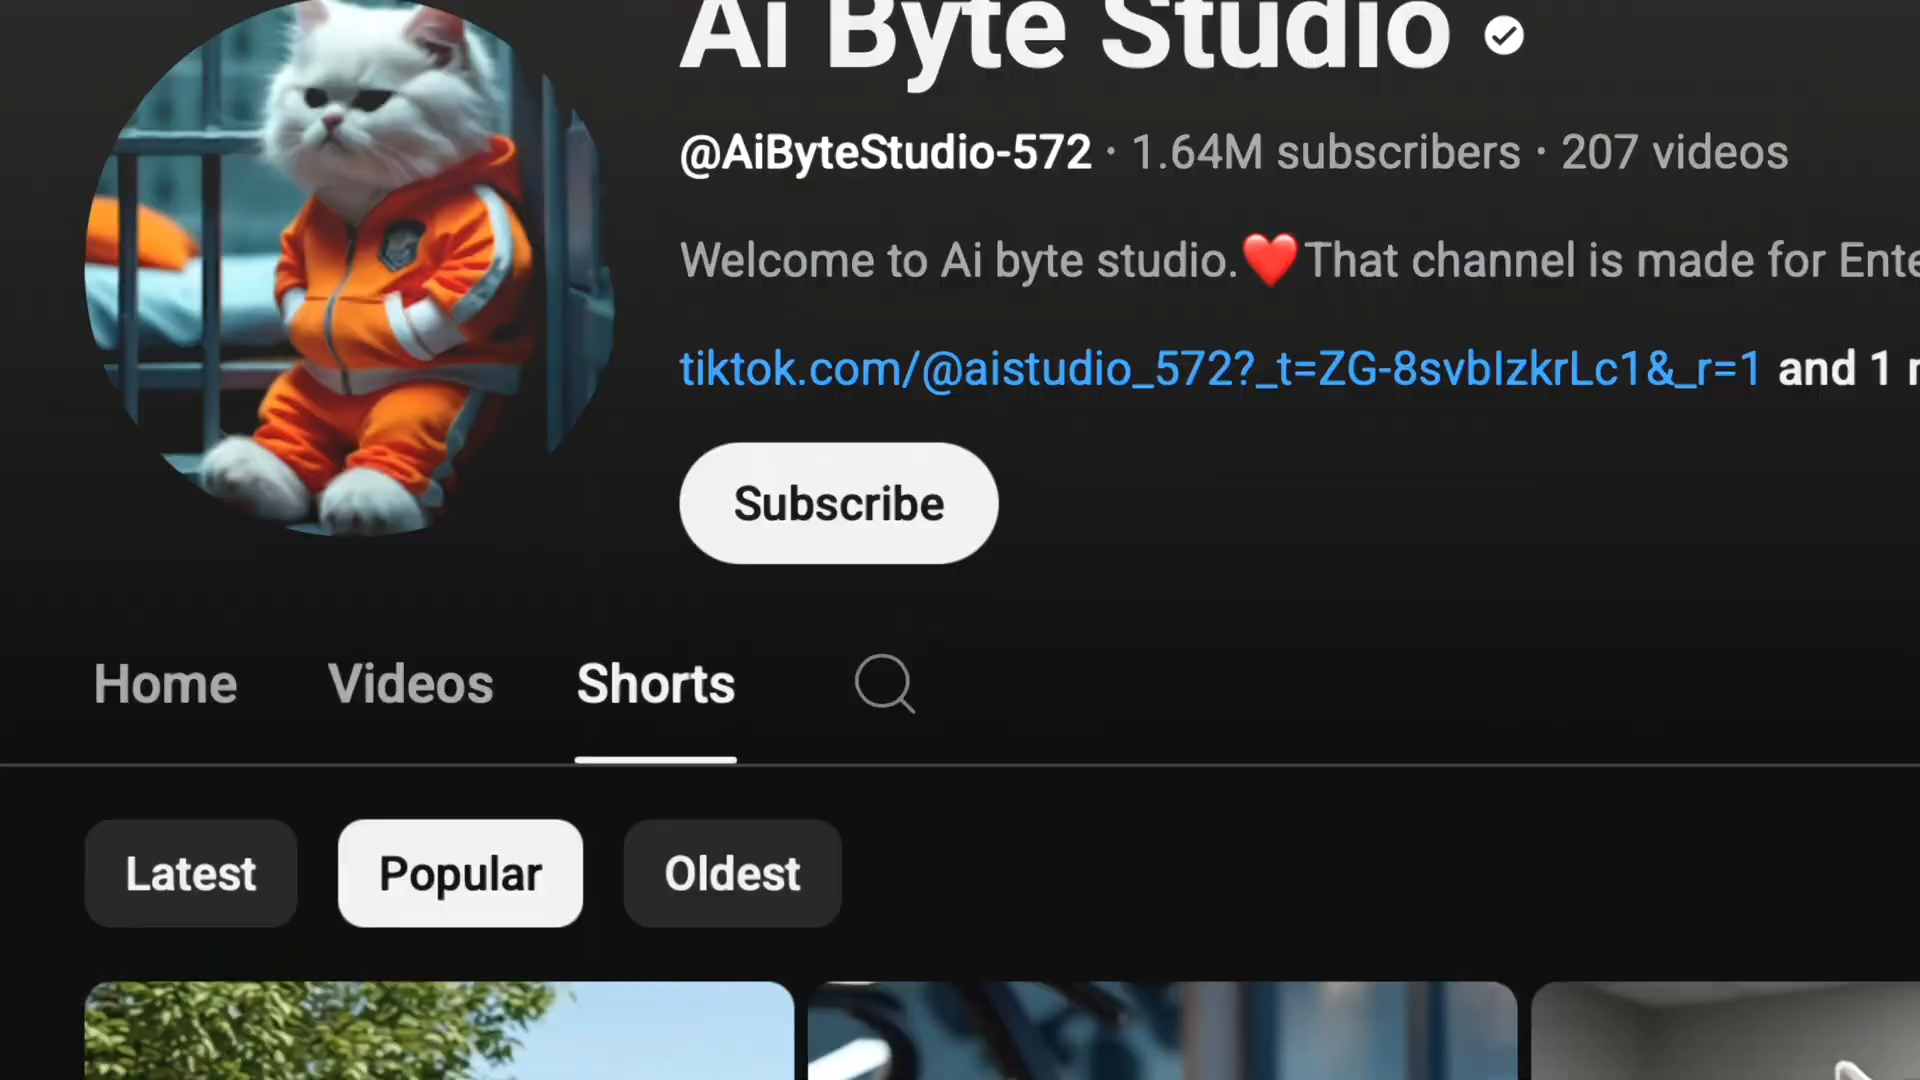 Ai Byte Studio
@AiByteStudio-572 · 1.64M subscribers · 207 videos
Welcome to Ai byte studio.❤️That channel is made for Ente
tiktok.com/@aistudio_572?_t=ZG-8svbIzkrLc1&_r=1 and 1
Subscribe
Home Videos Shorts
Latest Popular Oldest